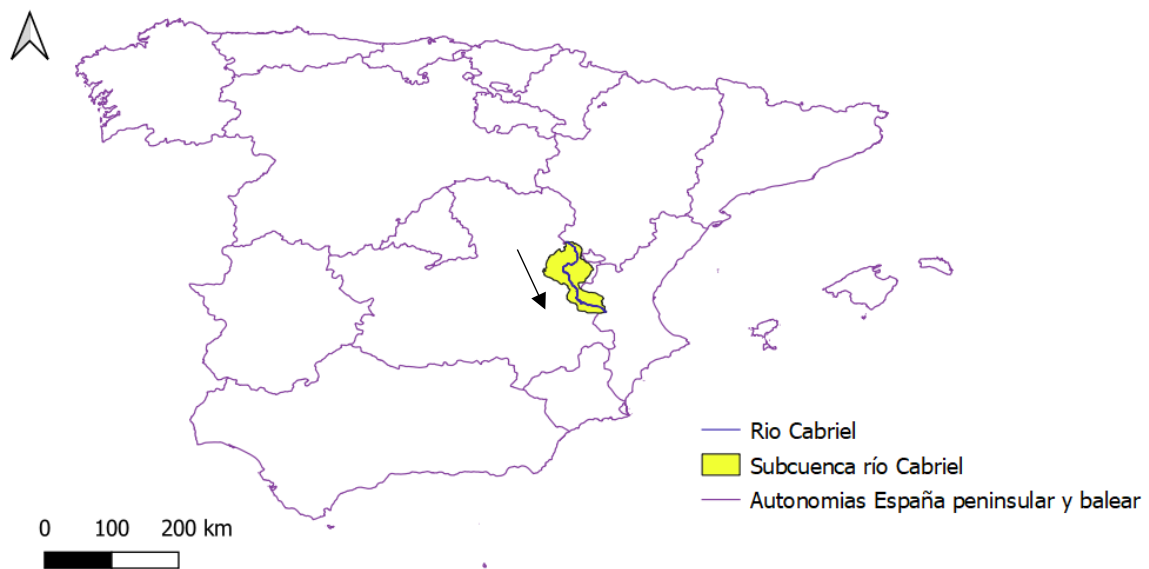 Rio Cabriel
Subcuenca río Cabriel
Autonomias España peninsular y balear
0 100 200 km